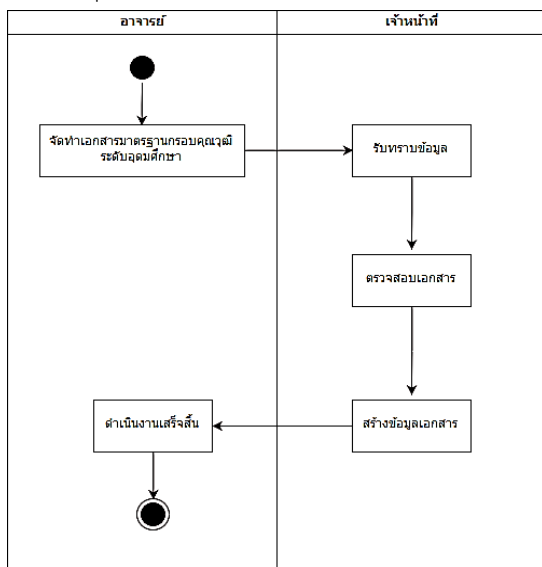 อาจารย์
เจ้าหน้าที่
จัดทำเอกสารมาตรฐานกรอบคุณวุฒิ
ระดับอุดมศึกษา
รับทราบข้อมูล
ตรวจสอบเอกสาร
ดำเนินงานเสร็จสิ้น
สร้างข้อมูลเอกสาร